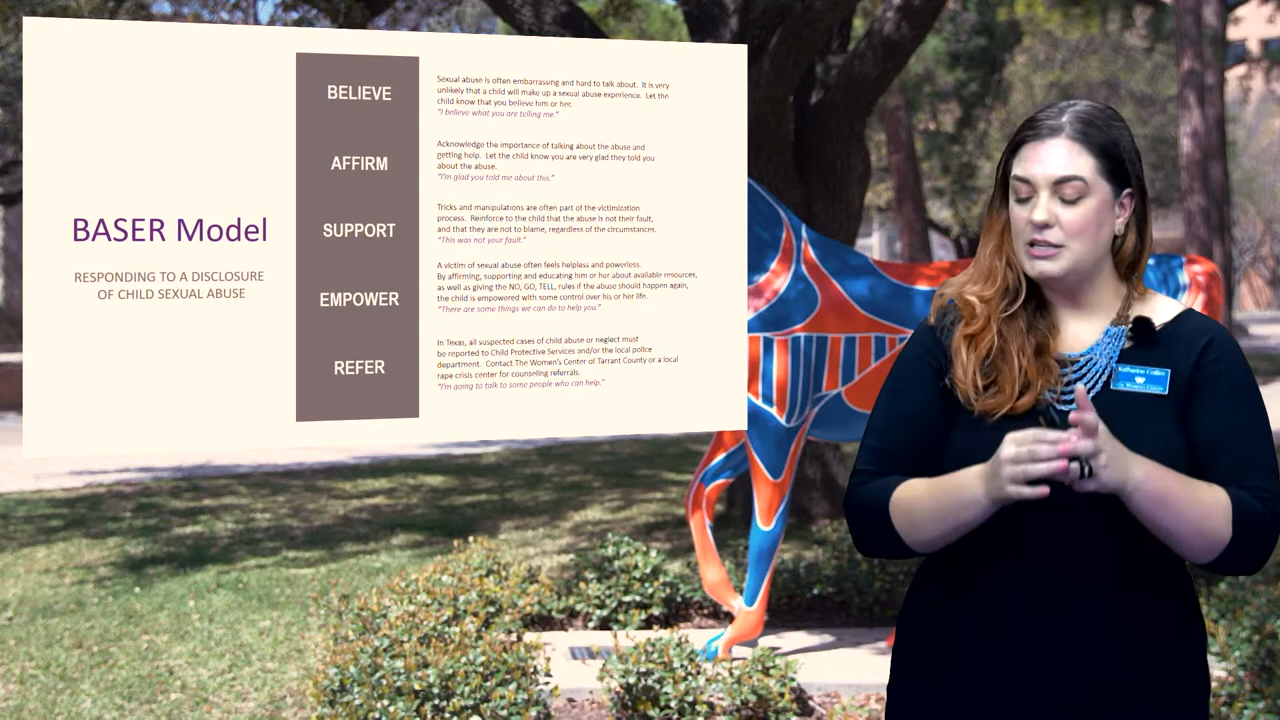 BASER Model
RESPONDING TO A DISCLOSURE
OF CHILD SEXUAL ABUSE
BELIEVE
Sexual abuse is often embarrassing and hard to talk about. It is very
unlikely that a child will make up a sexual abuse experience. Let the
child know that you believe him or her.
"I believe what you are telling me."
AFFIRM
Acknowledge the importance of talking about the abuse and
getting help. Let the child know you are very glad they told you
about the abuse.
"I'm glad you told me about this."
SUPPORT
Tricks and manipulations are often part of the victimization
process. Reinforce to the child that the abuse is not their fault,
and that they are not to blame, regardless of the circumstances.
"This was not your fault."
EMPOWER
A victim of sexual abuse often feels helpless and powerless.
By affirming, supporting and educating him or her about available resources,
as well as giving the NO, GO, TELL, rules if the abuse should happen again,
the child is empowered with some control over his or her life.
"There are some things we can do to help you."
REFER
In Texas, all suspected cases of child abuse or neglect must
be reported to Child Protective Services and/or the local police
department. Contact The Women's Center of Tarrant County or a local
rape crisis center for counseling referrals.
"I'm going to talk to some people who can help."
Katharine Collier